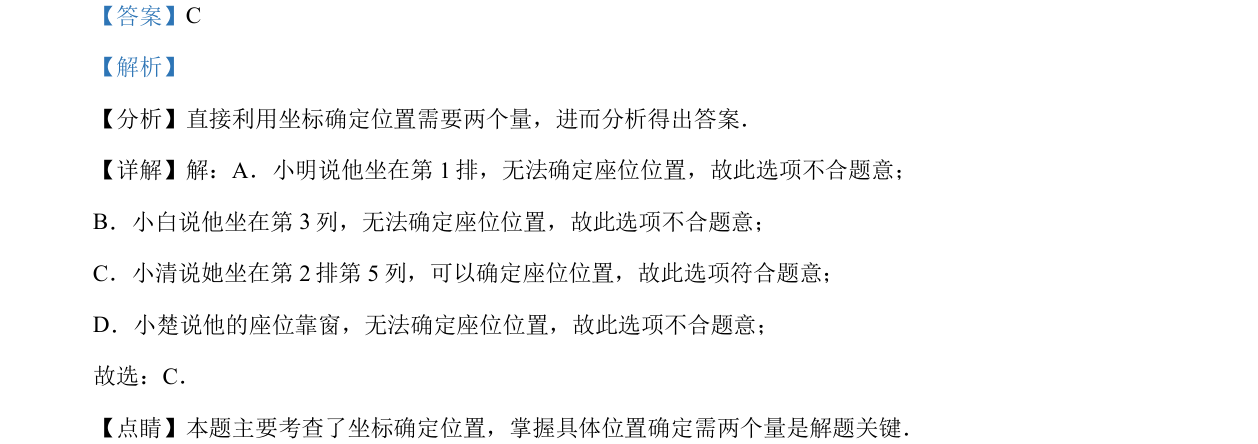 【答案】C
【解析】
【分析】直接利用坐标确定位置需要两个量，进而分析得出答案．
【详解】解：A．小明说他坐在第 1 排，无法确定座位位置，故此选项不合题意；
B．小白说他坐在第 3 列，无法确定座位位置，故此选项不合题意；
C．小清说她坐在第 2 排第 5 列，可以确定座位位置，故此选项符合题意；
D．小楚说他的座位靠窗，无法确定座位位置，故此选项不合题意；
故选：C．
【点睛】本题主要考查了坐标确定位置，掌握具体位置确定需两个量是解题关键．